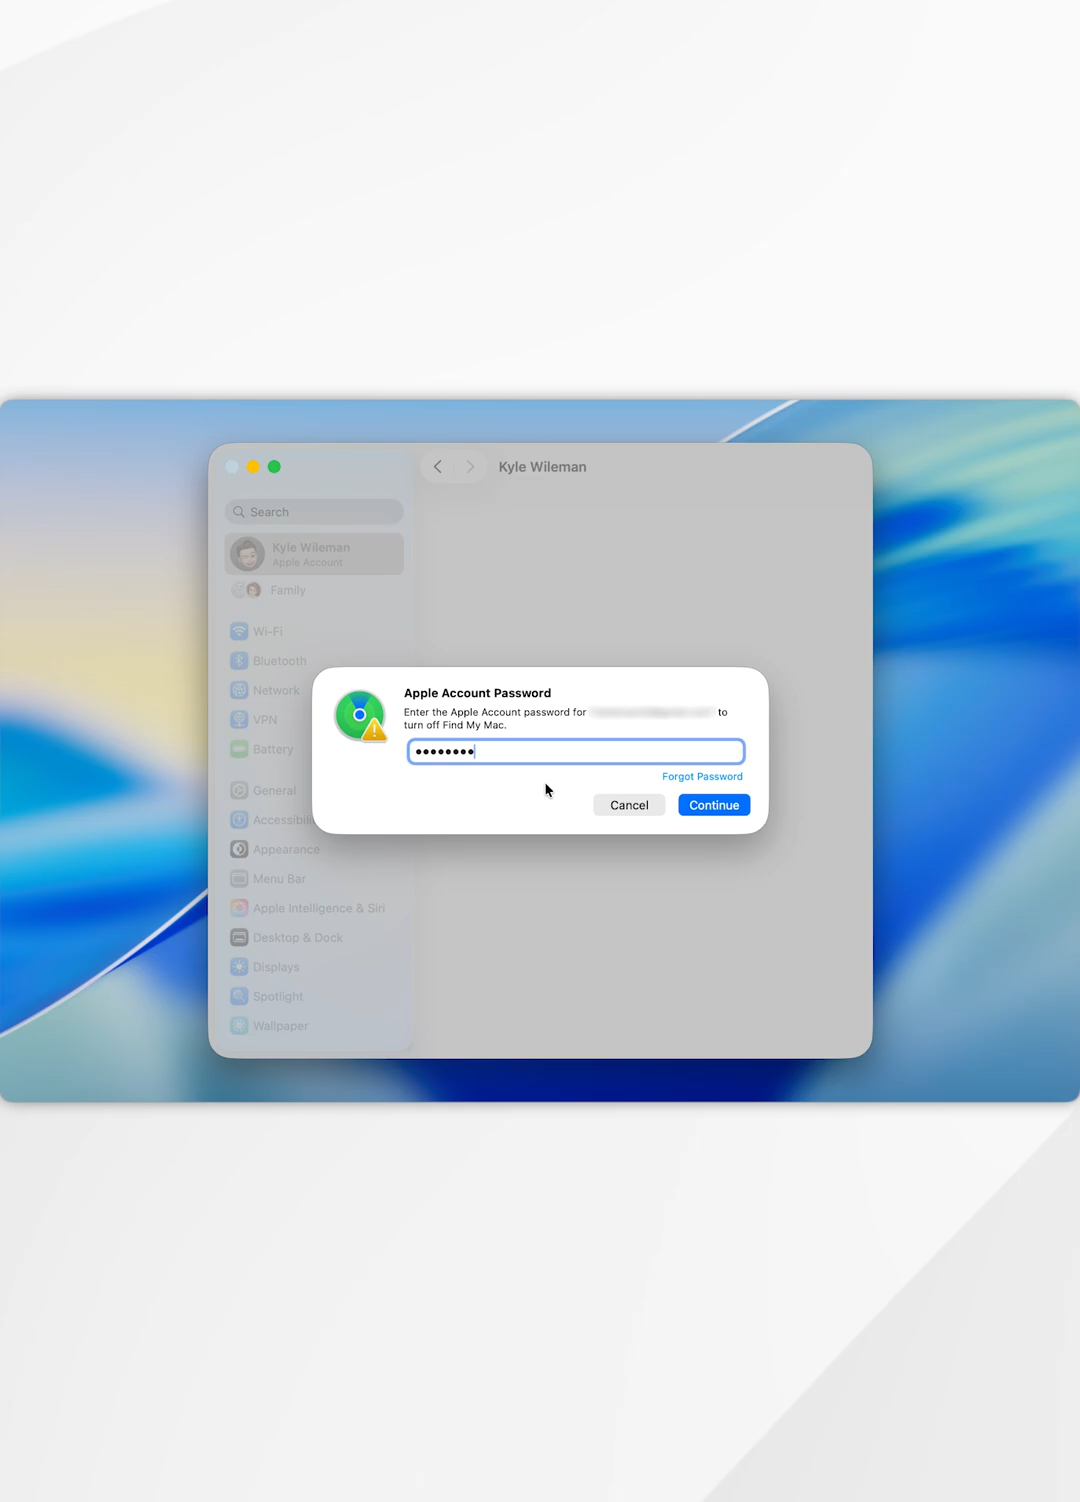 Kyle Wileman
Search
Kyle Wileman
Apple Account
Family
Wi-Fi
Bluetooth
Network
VPN
Battery
General
Appearance
Menu Bar
Apple Intelligence & Siri
Desktop & Dock
Displays
Spotlight
Wallpaper
Apple Account Password
Enter the Apple Account password for to
turn off Find My Mac.
Forgot Password
Cancel
Continue